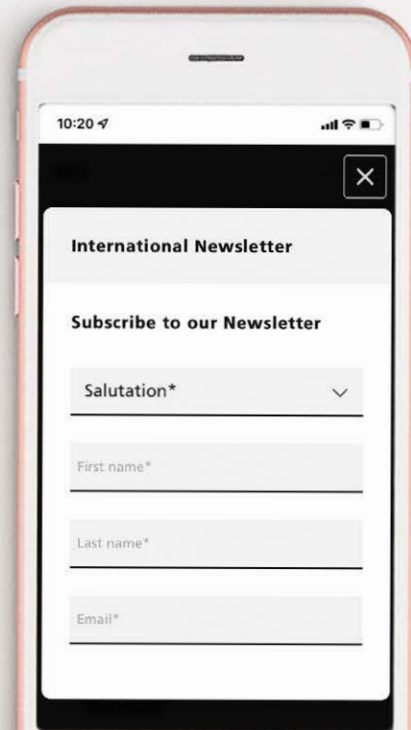 10:20
International Newsletter
Subscribe to our Newsletter
Salutation*
First name*
Last name*
Email*